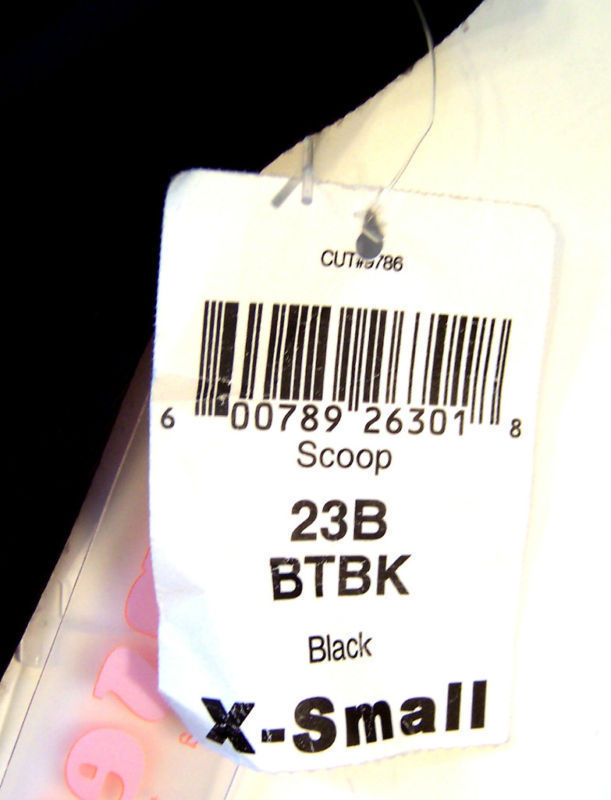 CUT#9786
6 00789 26301 8
Scoop
23B
BTBK
Black
X-Small